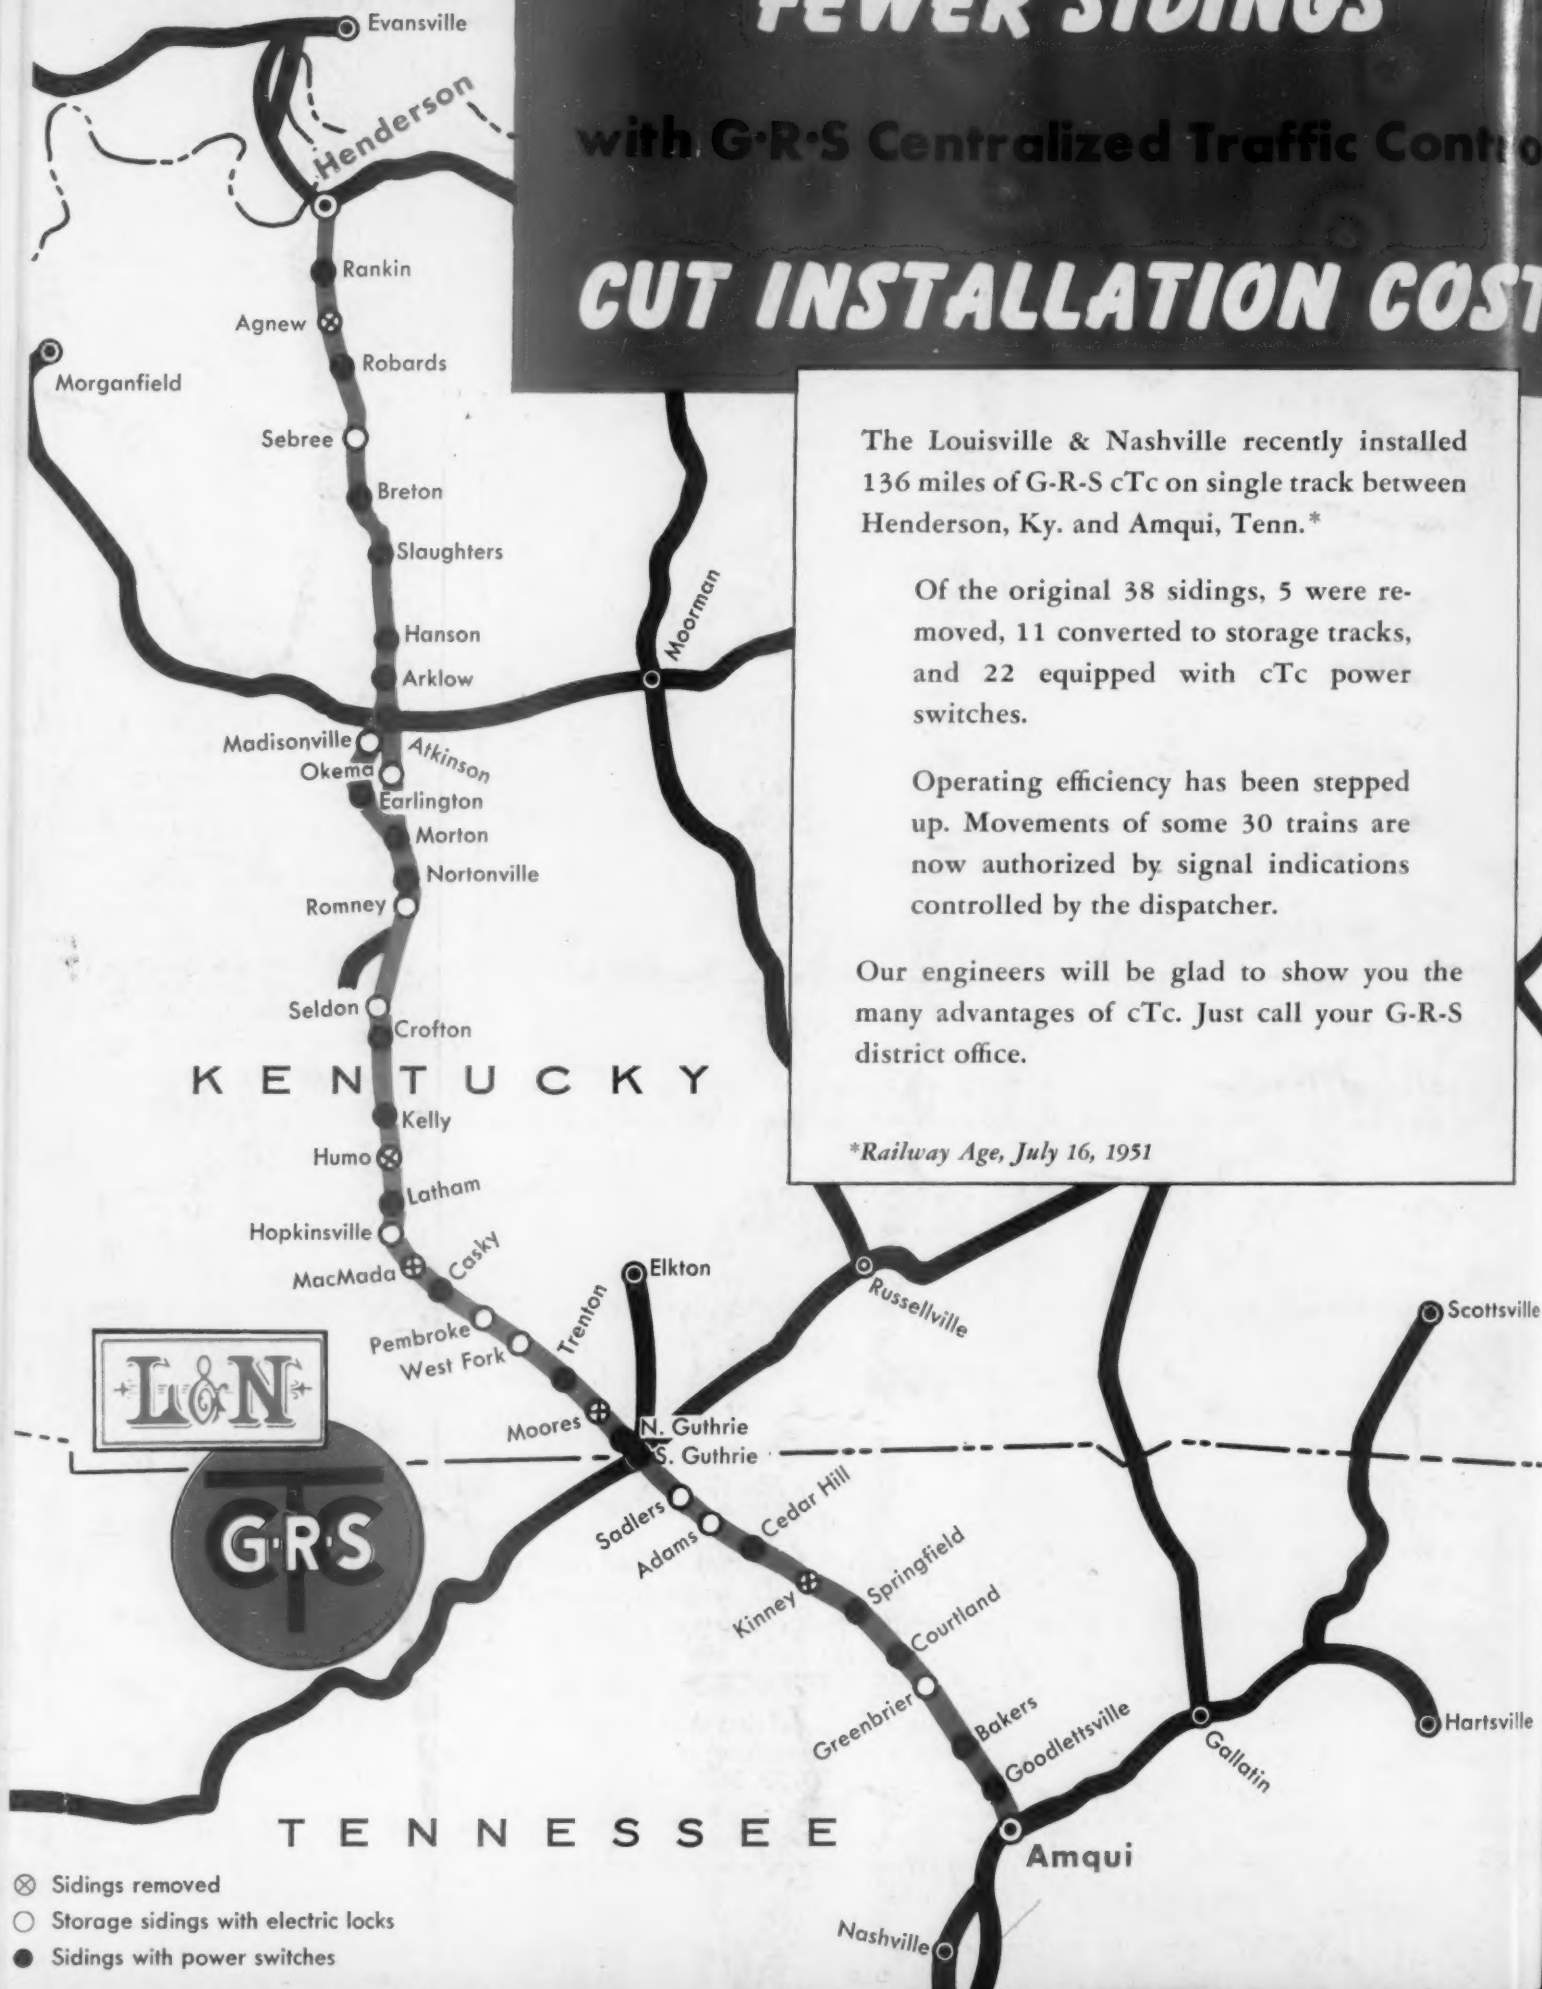 FEWER SIDINGS
with G·R·S Centralized Traffic Contro
CUT INSTALLATION COST
The Louisville & Nashville recently installed
136 miles of G-R-S cTc on single track between
Henderson, Ky. and Amqui, Tenn.*
Of the original 38 sidings, 5 were re-
moved, 11 converted to storage tracks,
and 22 equipped with cTc power
switches.
Operating efficiency has been stepped
up. Movements of some 30 trains are
now authorized by signal indications
controlled by the dispatcher.
Our engineers will be glad to show you the
many advantages of cTc. Just call your G-R-S
district office.
*Railway Age, July 16, 1951
Evansville
Henderson
Rankin
Agnew
Robards
Morganfield
Sebree
Breton
Slaughters
Hanson
Moorman
Arklow
Madisonville
Atkinson
Okema
Earlington
Morton
Nortonville
Romney
Seldon
Crofton
KENTUCKY
Kelly
Humo
Latham
Hopkinsville
MacMada
Casky
Elkton
Russellville
Scottsville
Pembroke
West Fork
Trenton
L&N
Moores
N. Guthrie
S. Guthrie
CTC
G·R·S
Sadlers
Adams
Cedar Hill
Kinney
Springfield
Courtland
Greenbrier
Bakers
Goodlettsville
Gallatin
Hartsville
TENNESSEE
Amqui
Nashville
Sidings removed
Storage sidings with electric locks
Sidings with power switches